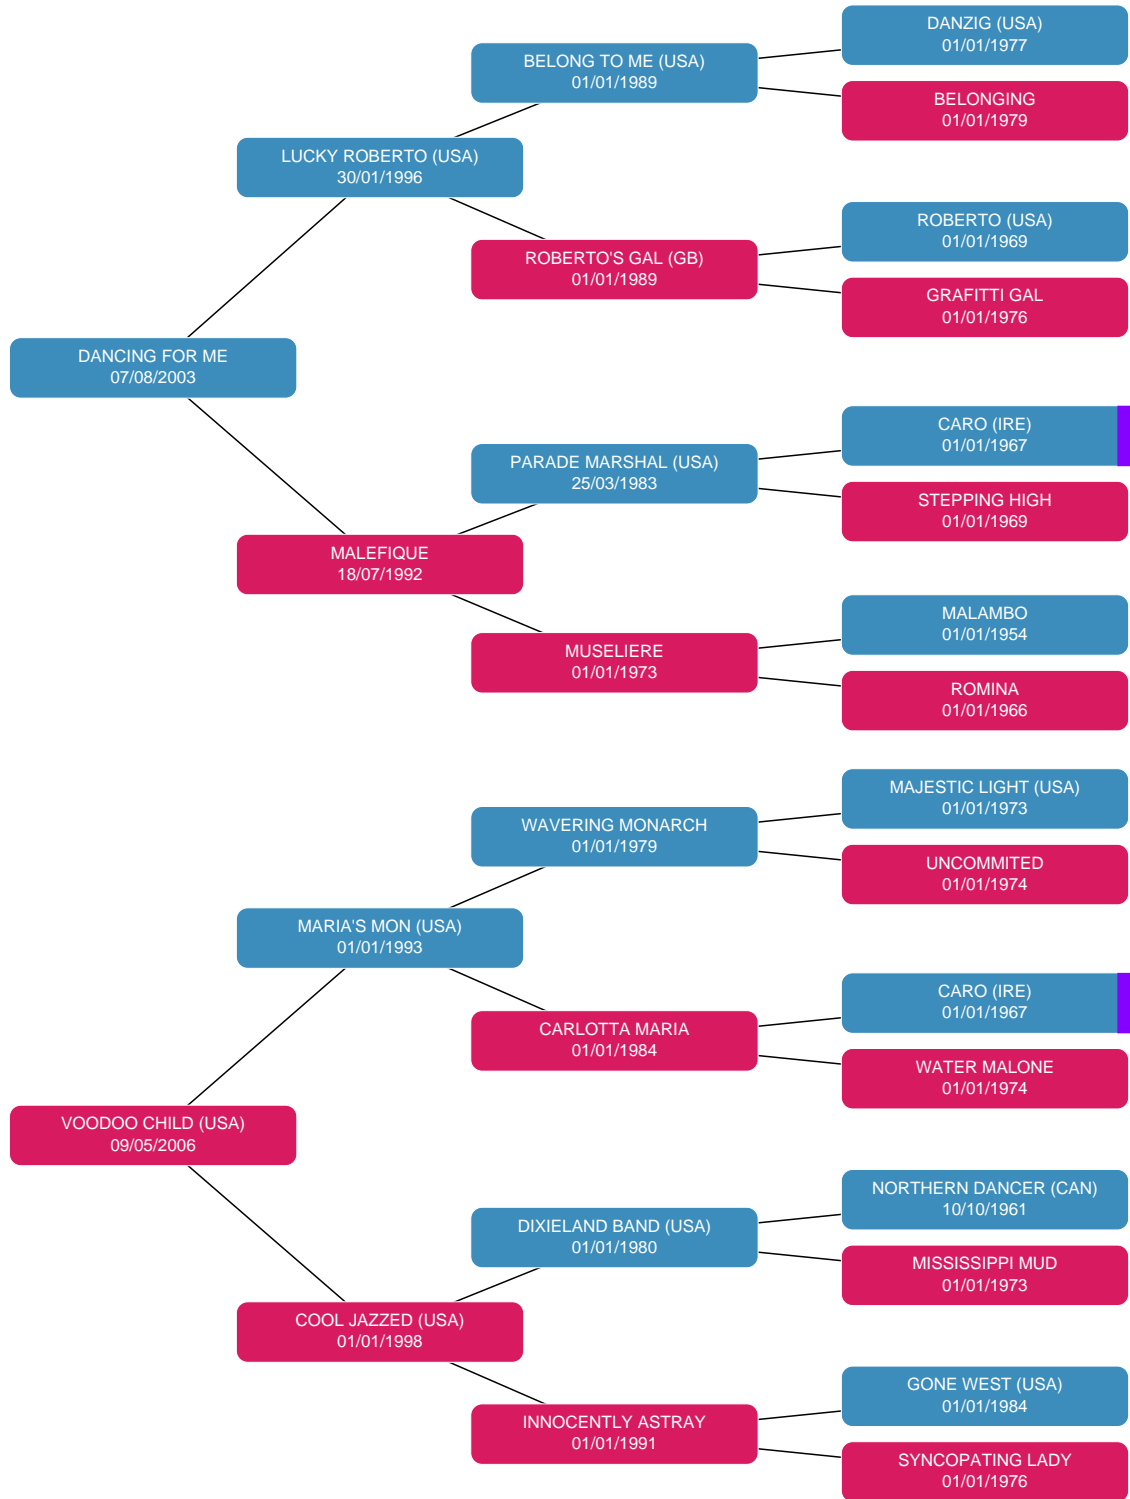 DANZIG (USA)
01/01/1977
BELONG TO ME (USA)
01/01/1989
BELONGING
01/01/1979
LUCKY ROBERTO (USA)
30/01/1996
ROBERTO (USA)
01/01/1969
ROBERTO'S GAL (GB)
01/01/1989
GRAFITTI GAL
01/01/1976
DANCING FOR ME
07/08/2003
CARO (IRE)
01/01/1967
PARADE MARSHAL (USA)
25/03/1983
STEPPING HIGH
01/01/1969
MALEFIQUE
18/07/1992
MALAMBO
01/01/1954
MUSELIERE
01/01/1973
ROMINA
01/01/1966
MAJESTIC LIGHT (USA)
01/01/1973
WAVERING MONARCH
01/01/1979
UNCOMMITED
01/01/1974
MARIA'S MON (USA)
01/01/1993
CARO (IRE)
01/01/1967
CARLOTTA MARIA
01/01/1984
WATER MALONE
01/01/1974
VOODOO CHILD (USA)
09/05/2006
NORTHERN DANCER (CAN)
10/10/1961
DIXIELAND BAND (USA)
01/01/1980
MISSISSIPPI MUD
01/01/1973
COOL JAZZED (USA)
01/01/1998
GONE WEST (USA)
01/01/1984
INNOCENTLY ASTRAY
01/01/1991
SYNCOPATING LADY
01/01/1976